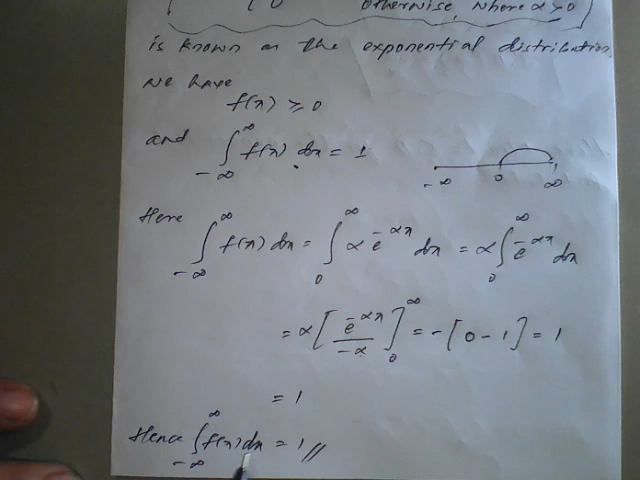 0 otherwise, where α>0
is known as the exponential distribution.
We have
f(x) ≥ 0
and ∫_{-∞}^{∞} f(x) dx = 1
-∞ 0 ∞
Here ∫_{-∞}^{∞} f(x) dx = ∫_{0}^{∞} α e^{-αx} dx = α ∫_{0}^{∞} e^{-αx} dx
= α [ e^{-αx} / -α ]_{0}^{∞} = -[0-1] = 1
= 1
Hence ∫_{-∞}^{∞} f(x) dx = 1 //